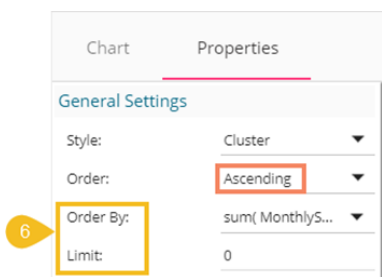 Chart Properties
General Settings
Style: Cluster
Order: Ascending
Order By: sum( MonthlyS...
6
Limit: 0